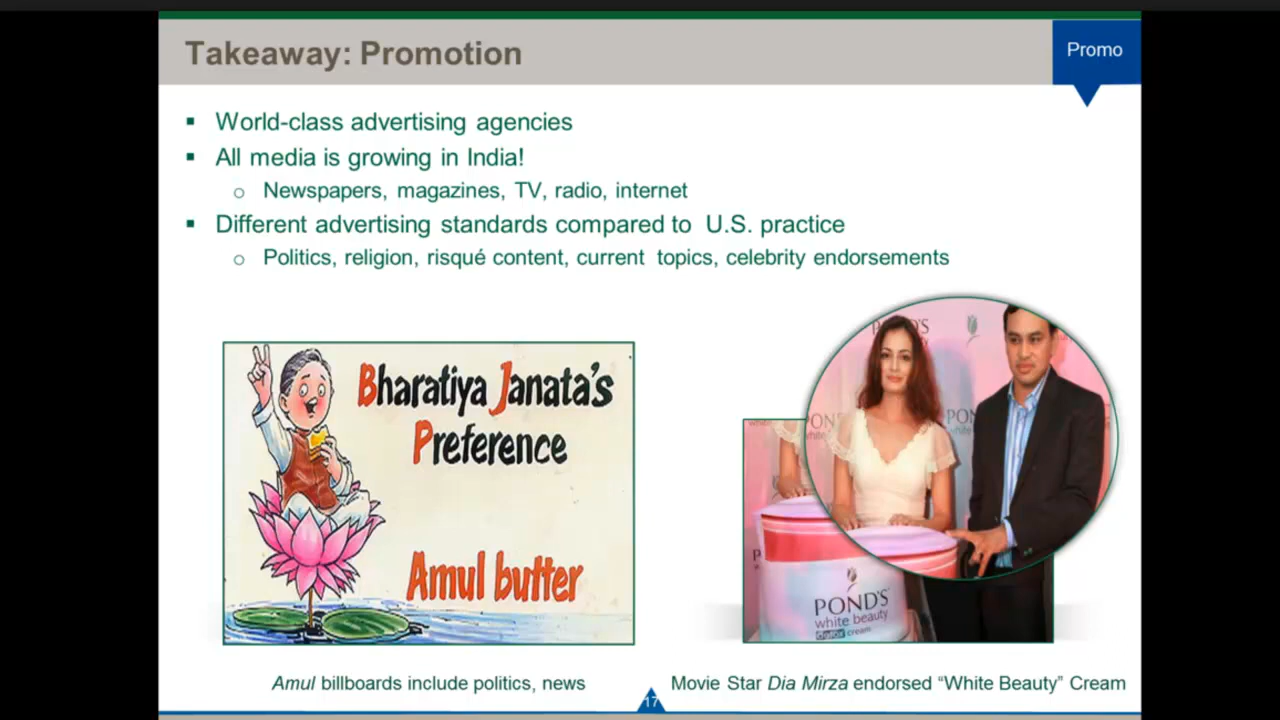 Takeaway: Promotion
Promo
World-class advertising agencies
All media is growing in India!
Newspapers, magazines, TV, radio, internet
Different advertising standards compared to U.S. practice
Politics, religion, risqué content, current topics, celebrity endorsements
Bharatiya Janata's
Preference
Amul butter
POND'S
POND'S
white beauty
cream
Amul billboards include politics, news
Movie Star Dia Mirza endorsed “White Beauty” Cream
17